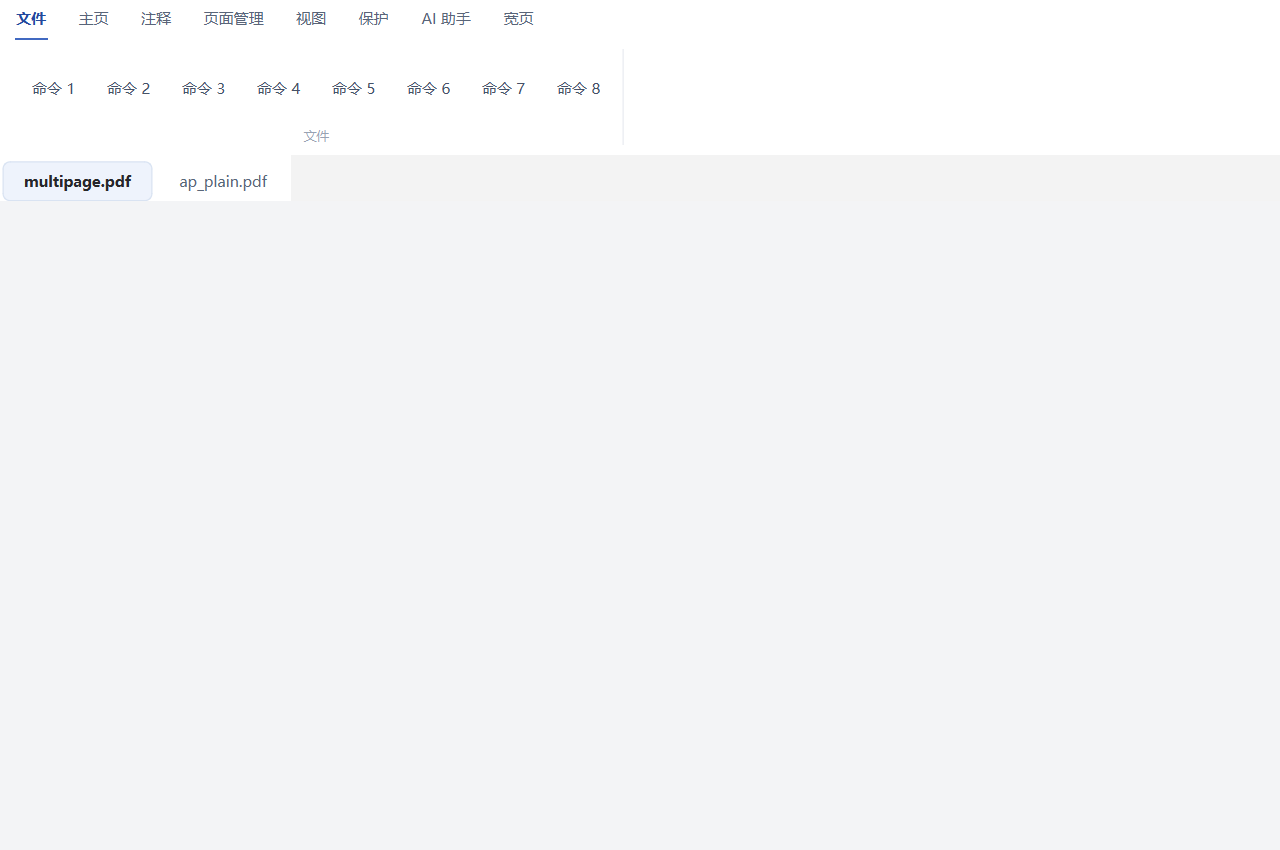 文件 主页 注释 页面管理 视图 保护 AI 助手 宽页
命令 1 命令 2 命令 3 命令 4 命令 5 命令 6 命令 7 命令 8
文件
multipage.pdf ap_plain.pdf